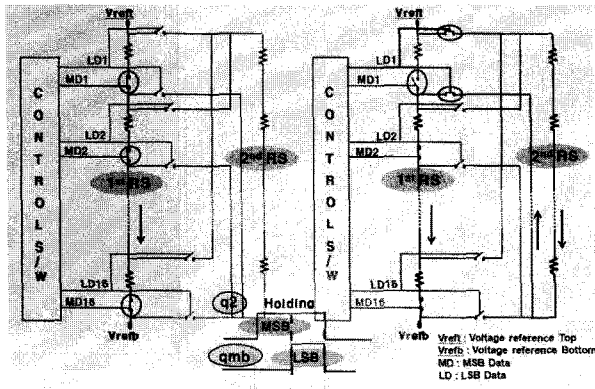 Vreft
Vreft
LD1
MD1
LD1
MD1
CONTROL S/W
CONTROL S/W
LD2
MD2
LD2
MD2
2nd RS
2nd RS
1st RS
1st RS
LD16
MD16
LD16
MD16
q2
Holding
MSB
Vrefb
Vrefb
qmb
LSB
Vreft : Voltage reference Top
Vrefb : Voltage reference Bottom
MD : MSB Data
LD : LSB Data